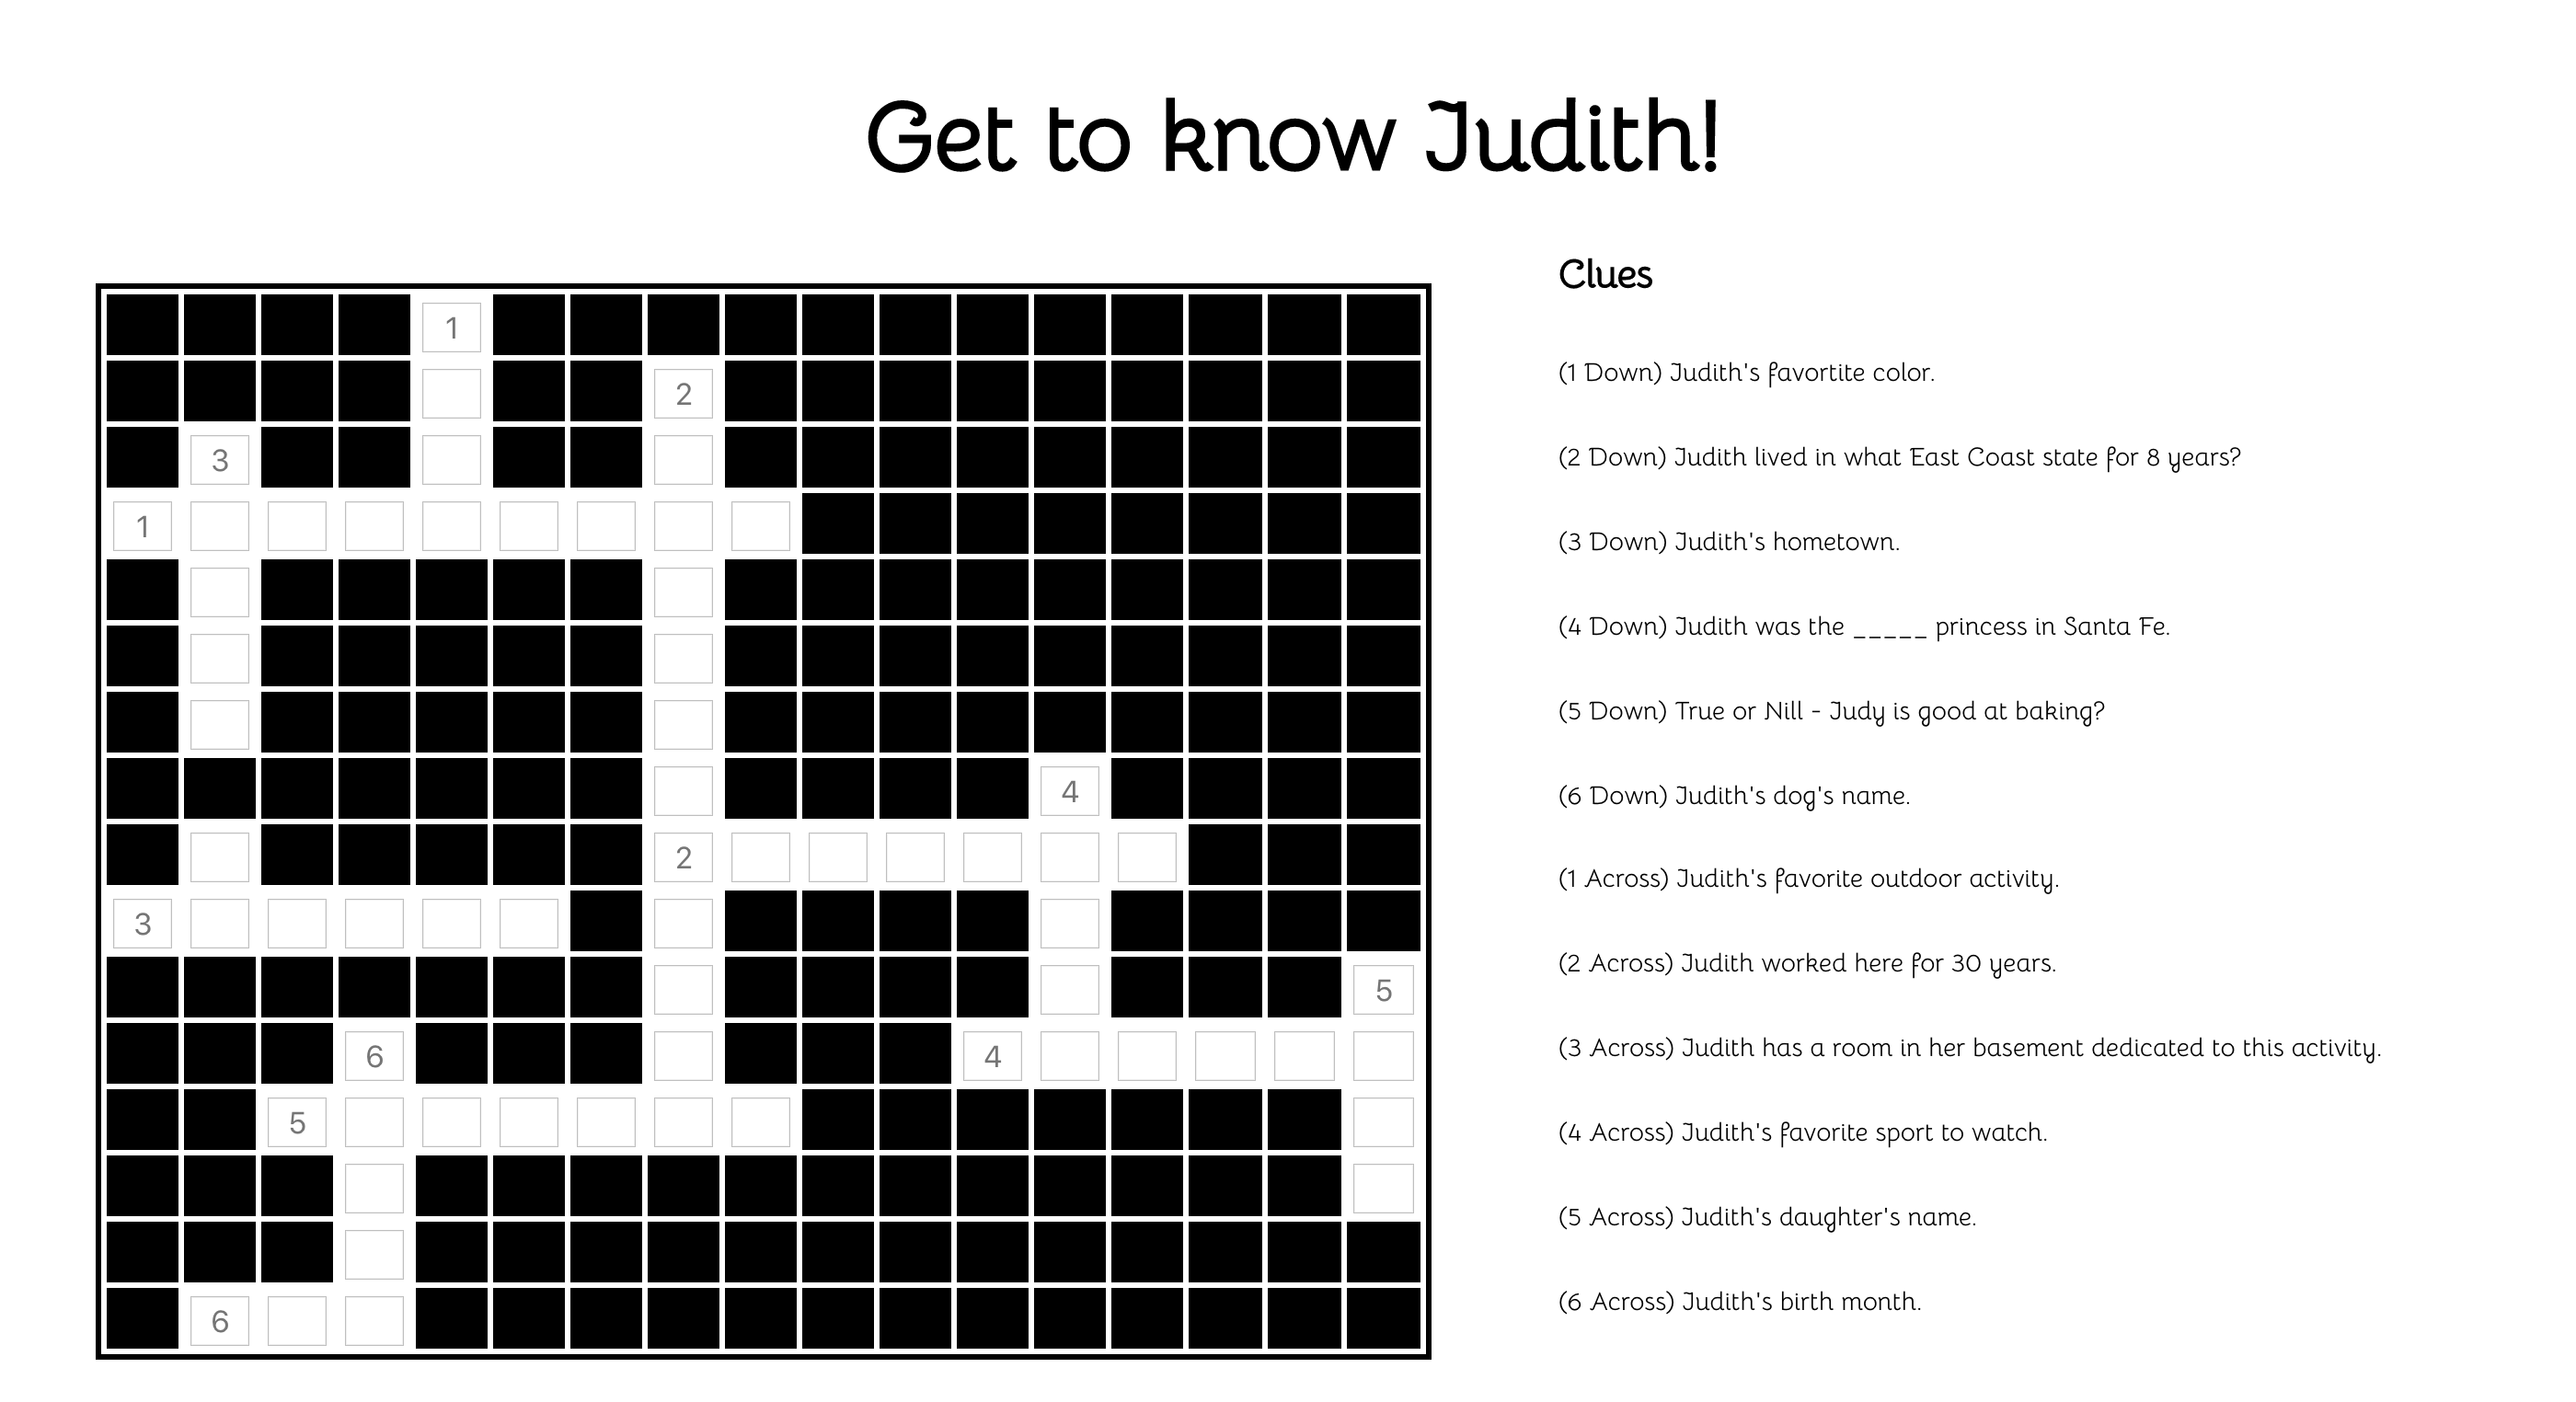 Get to know Judith!
Clues
1
2
3
1
4
2
3
5
6
4
5
6
(1 Down) Judith's favortite color.
(2 Down) Judith lived in what East Coast state for 8 years?
(3 Down) Judith's hometown.
(4 Down) Judith was the _____ princess in Santa Fe.
(5 Down) True or Nill - Judy is good at baking?
(6 Down) Judith's dog's name.
(1 Across) Judith's favorite outdoor activity.
(2 Across) Judith worked here for 30 years.
(3 Across) Judith has a room in her basement dedicated to this activity.
(4 Across) Judith's favorite sport to watch.
(5 Across) Judith's daughter's name.
(6 Across) Judith's birth month.